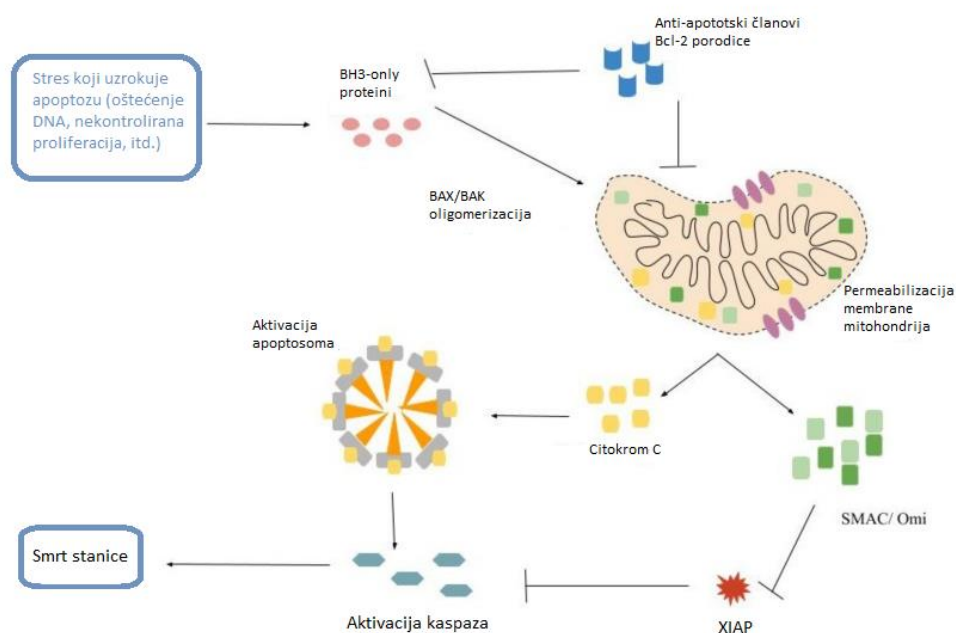 Anti-apototski članovi
Bcl-2 porodice
Stres koji uzrokuje
apoptozu (oštećenje
DNA, nekontrolirana
proliferacija, itd.)
BH3-only
proteini
BAX/BAK
oligomerizacija
Permeabilizacija
membrane
mitohondrija
Aktivacija
apoptosoma
Citokrom C
SMAC/ Omi
Smrt stanice
Aktivacija kaspaza
XIAP